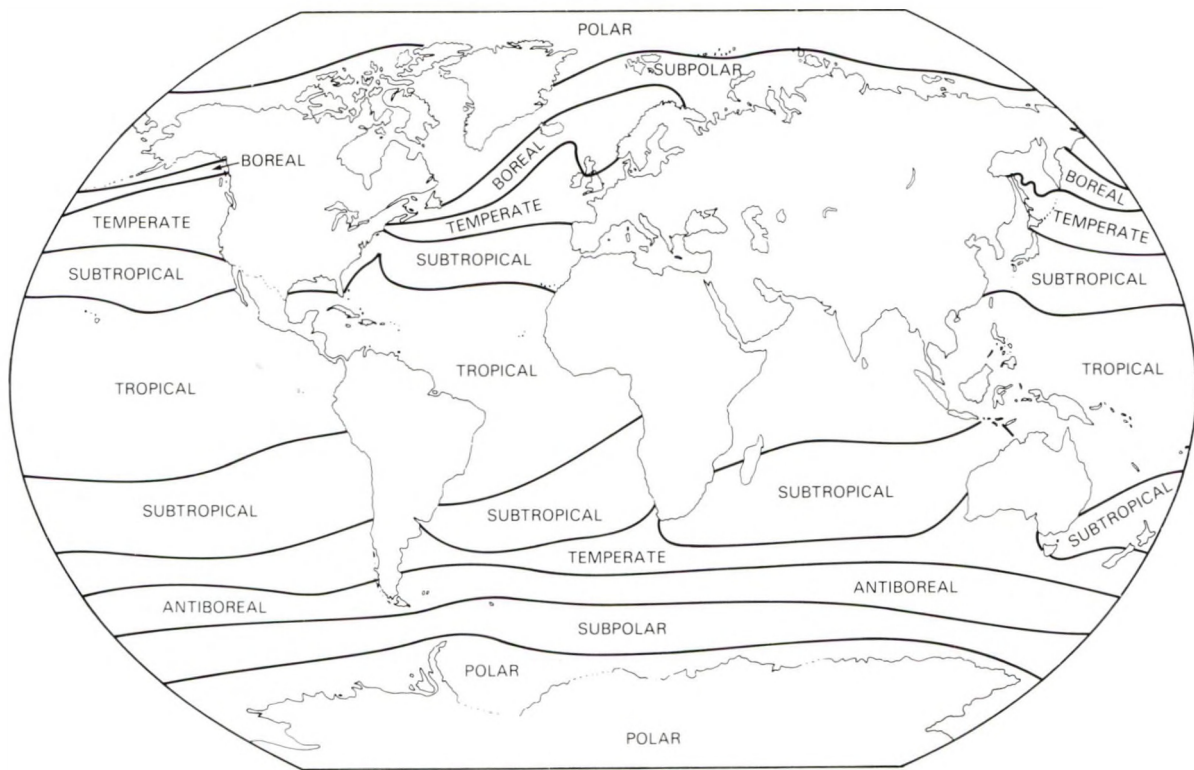 POLAR
SUBPOLAR
BOREAL
BOREAL
BOREAL
TEMPERATE
TEMPERATE
TEMPERATE
SUBTROPICAL
SUBTROPICAL
SUBTROPICAL
TROPICAL
TROPICAL
TROPICAL
SUBTROPICAL
SUBTROPICAL
SUBTROPICAL
SUBTROPICAL
TEMPERATE
ANTIBOREAL
ANTIBOREAL
SUBPOLAR
POLAR
POLAR